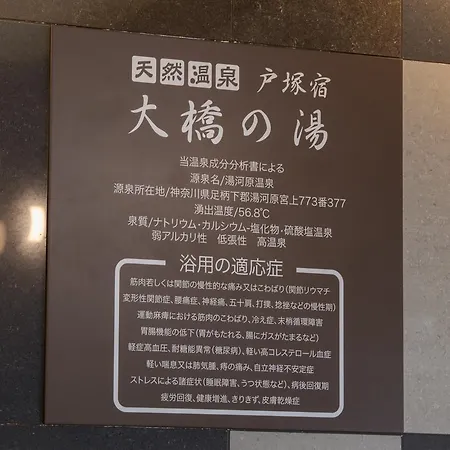 天然温泉 戸塚宿
大橋の湯
当温泉成分分析書による
源泉名/湯河原温泉
源泉所在地/神奈川県足柄下郡湯河原宮上773番377
湧出温度/56.8℃
泉質/ナトリウム・カルシウム-塩化物・硫酸塩温泉
弱アルカリ性 低張性 高温泉
浴用の適応症
筋肉若しくは関節の慢性的な痛み又はこわばり(関節リウマチ
変形性関節症、腰痛症、神経痛、五十肩、打撲、捻挫などの慢性期)
運動麻痺における筋肉のこわばり、冷え症、末梢循環障害
胃腸機能の低下(胃がもたれる、腸にガスがたまるなど)
軽症高血圧、耐糖能異常(糖尿病)、軽い高コレステロール血症
軽い喘息又は肺気腫、痔の痛み、自立神経不安定症
ストレスによる諸症状(睡眠障害、うつ状態など)、病後回復期
疲労回復、健康増進、きりきず、皮膚乾燥症